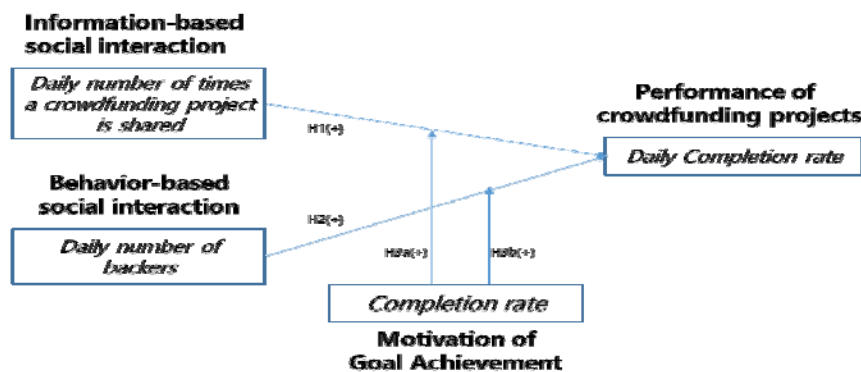 Information-based
social interaction
Daily number of times
a crowdfunding project
is shared
H1(+)
Performance of
crowdfunding projects
Daily Completion rate
Behavior-based
social interaction
Daily number of
backers
H2(+)
H3a(+)
H3b(+)
Completion rate
Motivation of
Goal Achievement